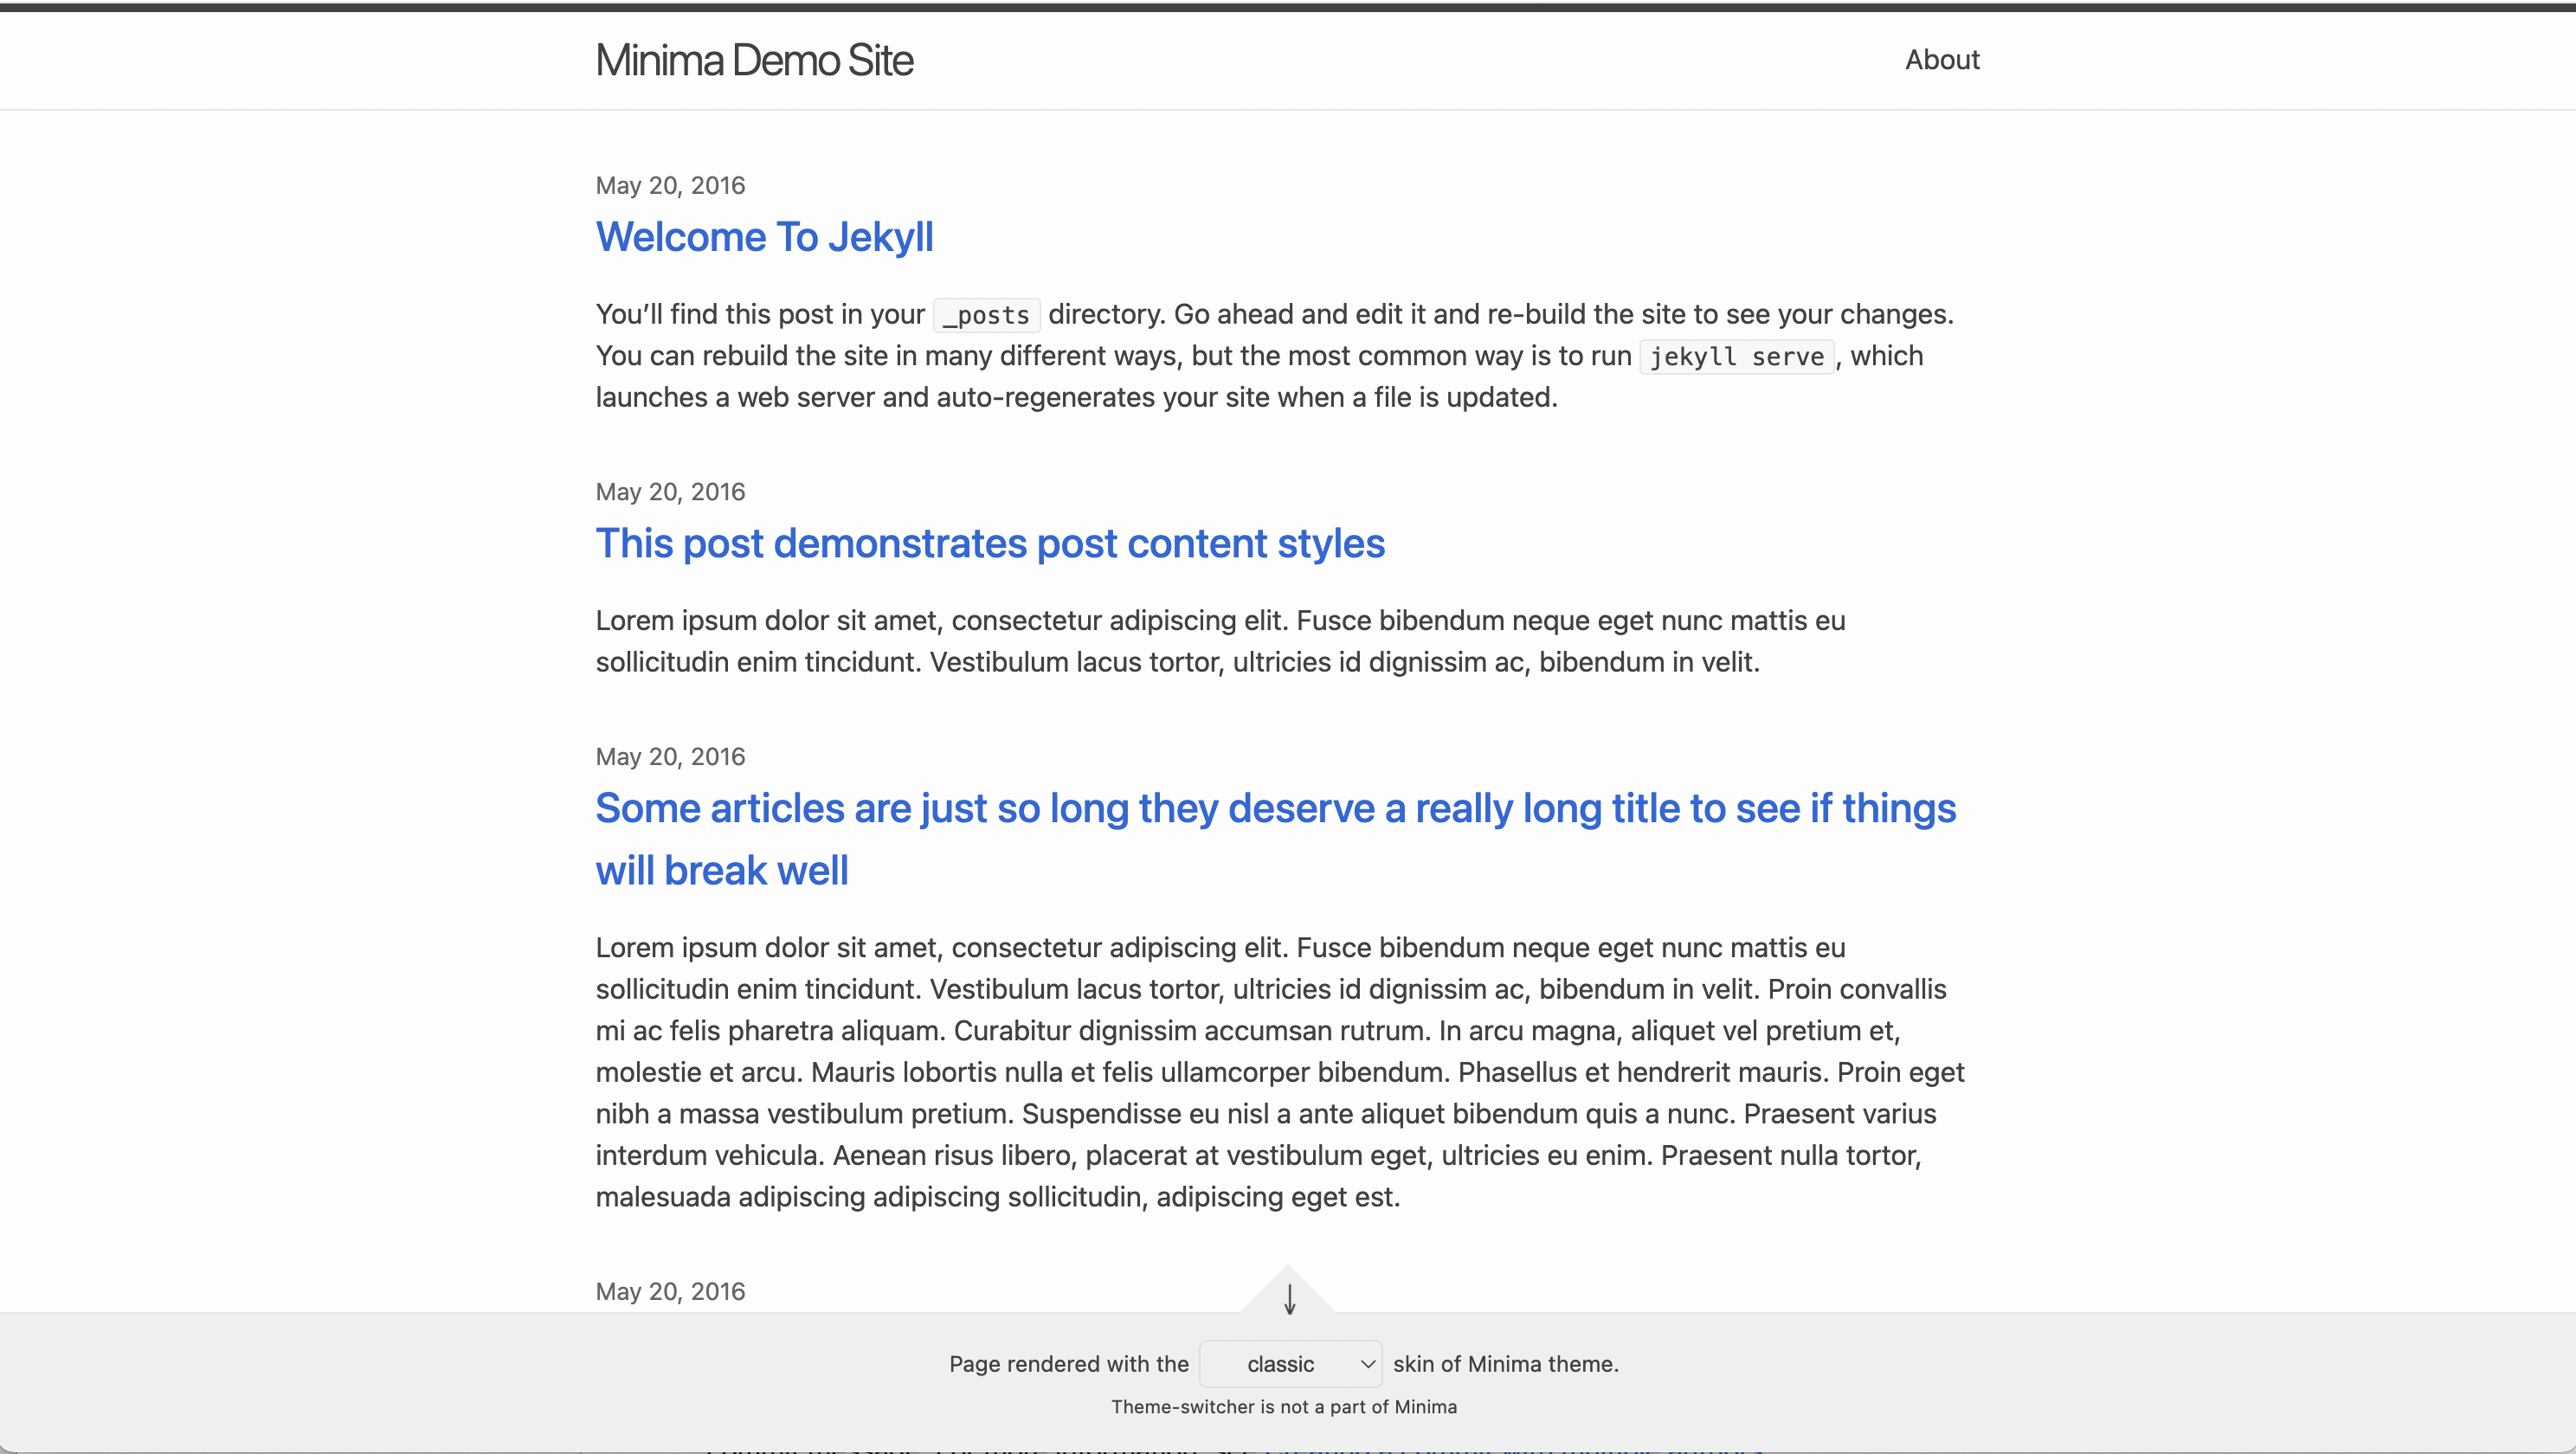 Minima Demo Site
About
May 20, 2016
Welcome To Jekyll
You’ll find this post in your _posts directory. Go ahead and edit it and re-build the site to see your changes.
You can rebuild the site in many different ways, but the most common way is to run jekyll serve, which
launches a web server and auto-regenerates your site when a file is updated.
May 20, 2016
This post demonstrates post content styles
Lorem ipsum dolor sit amet, consectetur adipiscing elit. Fusce bibendum neque eget nunc mattis eu
sollicitudin enim tincidunt. Vestibulum lacus tortor, ultricies id dignissim ac, bibendum in velit.
May 20, 2016
Some articles are just so long they deserve a really long title to see if things
will break well
Lorem ipsum dolor sit amet, consectetur adipiscing elit. Fusce bibendum neque eget nunc mattis eu
sollicitudin enim tincidunt. Vestibulum lacus tortor, ultricies id dignissim ac, bibendum in velit. Proin convallis
mi ac felis pharetra aliquam. Curabitur dignissim accumsan rutrum. In arcu magna, aliquet vel pretium et,
molestie et arcu. Mauris lobortis nulla et felis ullamcorper bibendum. Phasellus et hendrerit mauris. Proin eget
nibh a massa vestibulum pretium. Suspendisse eu nisl a ante aliquet bibendum quis a nunc. Praesent varius
interdum vehicula. Aenean risus libero, placerat at vestibulum eget, ultricies eu enim. Praesent nulla tortor,
malesuada adipiscing adipiscing sollicitudin, adipiscing eget est.
May 20, 2016
Page rendered with the classic skin of Minima theme.
Theme-switcher is not a part of Minima